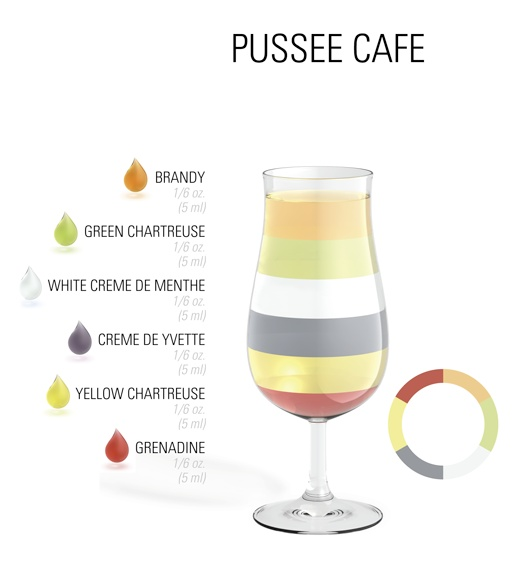 PUSSEE CAFE
BRANDY
1/6 oz.
(5 ml)
GREEN CHARTREUSE
1/6 oz.
(5 ml)
WHITE CREME DE MENTHE
1/6 oz.
(5 ml)
CREME DE YVETTE
1/6 oz.
(5 ml)
YELLOW CHARTREUSE
1/6 oz.
(5 ml)
GRENADINE
1/6 oz.
(5 ml)